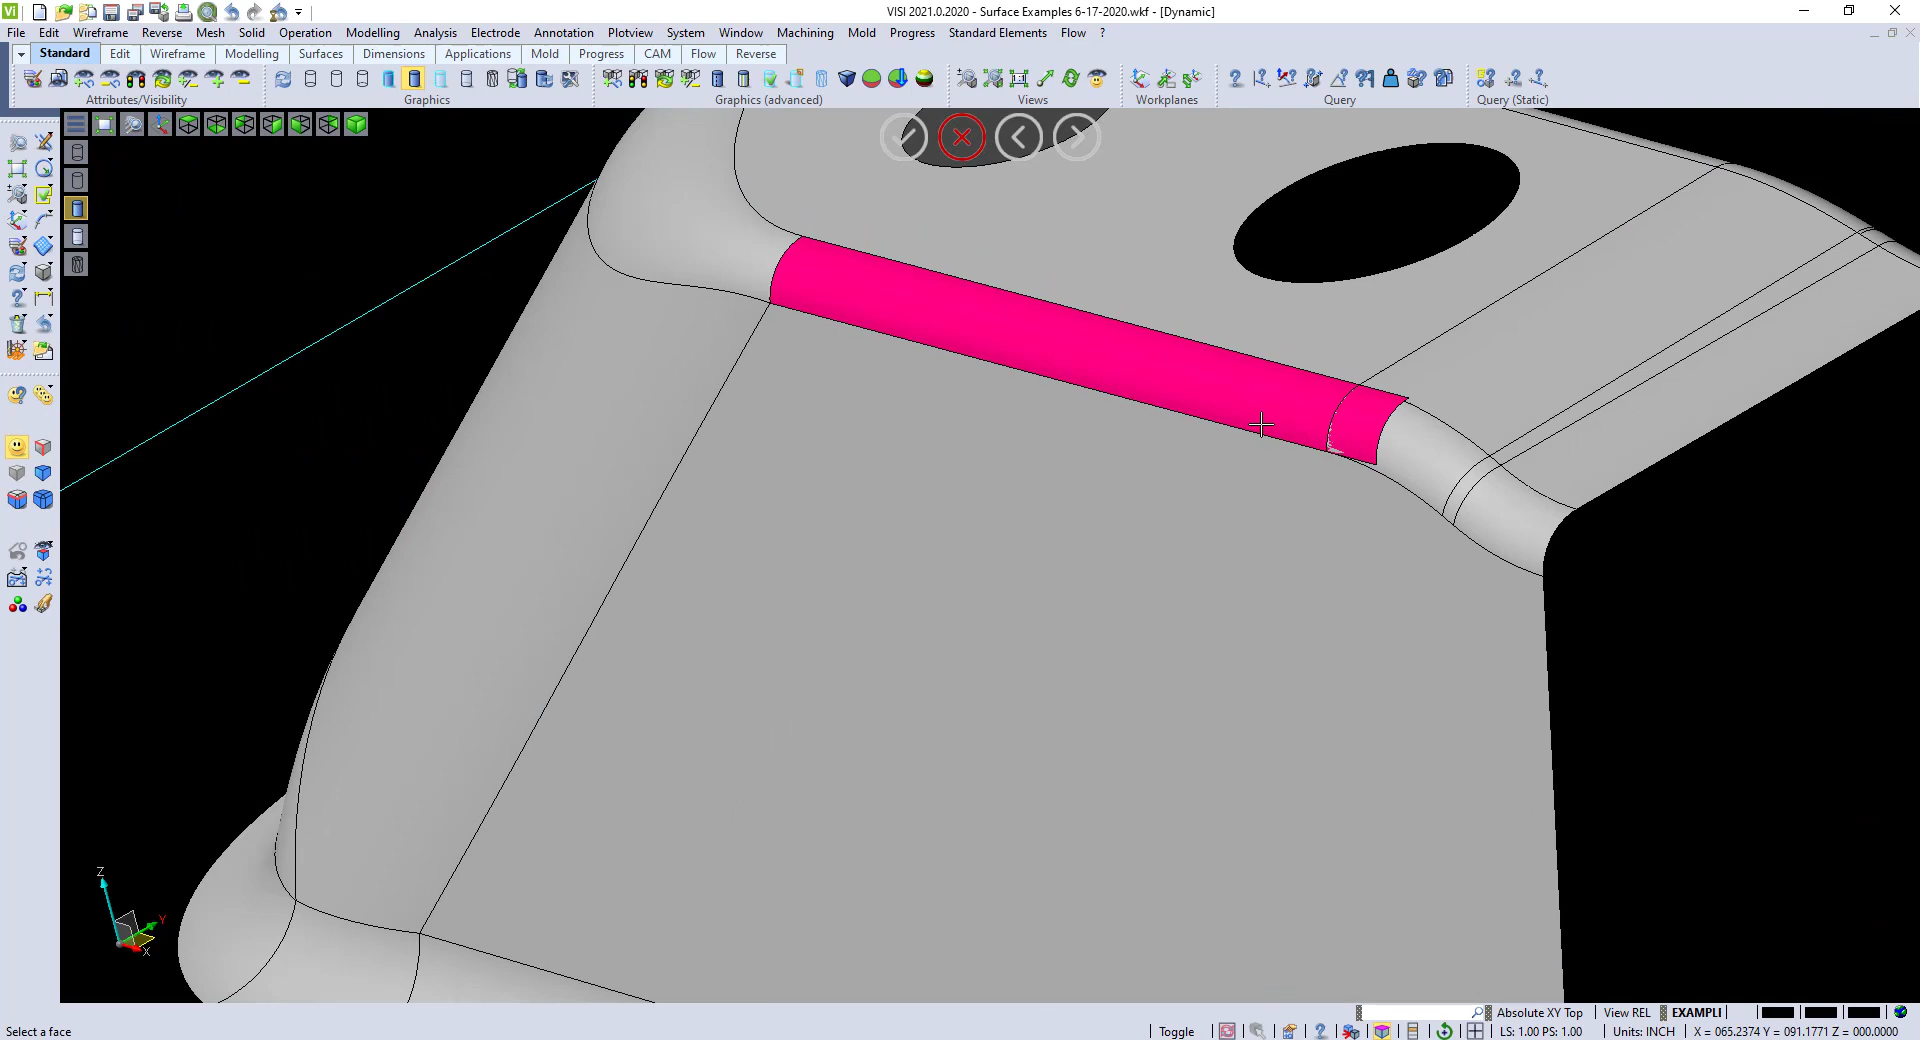 Vi
VISI 2021.0.2020 - Surface Examples 6-17-2020.wkf - [Dynamic]
File Edit Wireframe Reverse Mesh Solid Operation Modelling Analysis Electrode Annotation Plotview System Window Machining Mold Progress Standard Elements Flow ?
Standard Edit Wireframe Modelling Surfaces Dimensions Applications Mold Progress CAM Flow Reverse
Attributes/Visibility Graphics Graphics (advanced) Views Workplanes Query Query (Static)
Z
Y
X
Absolute XY Top View REL EXAMPLI
Select a face Toggle LS: 1.00 PS: 1.00 Units: INCH X = 065.2374 Y = 091.1771 Z = 000.0000